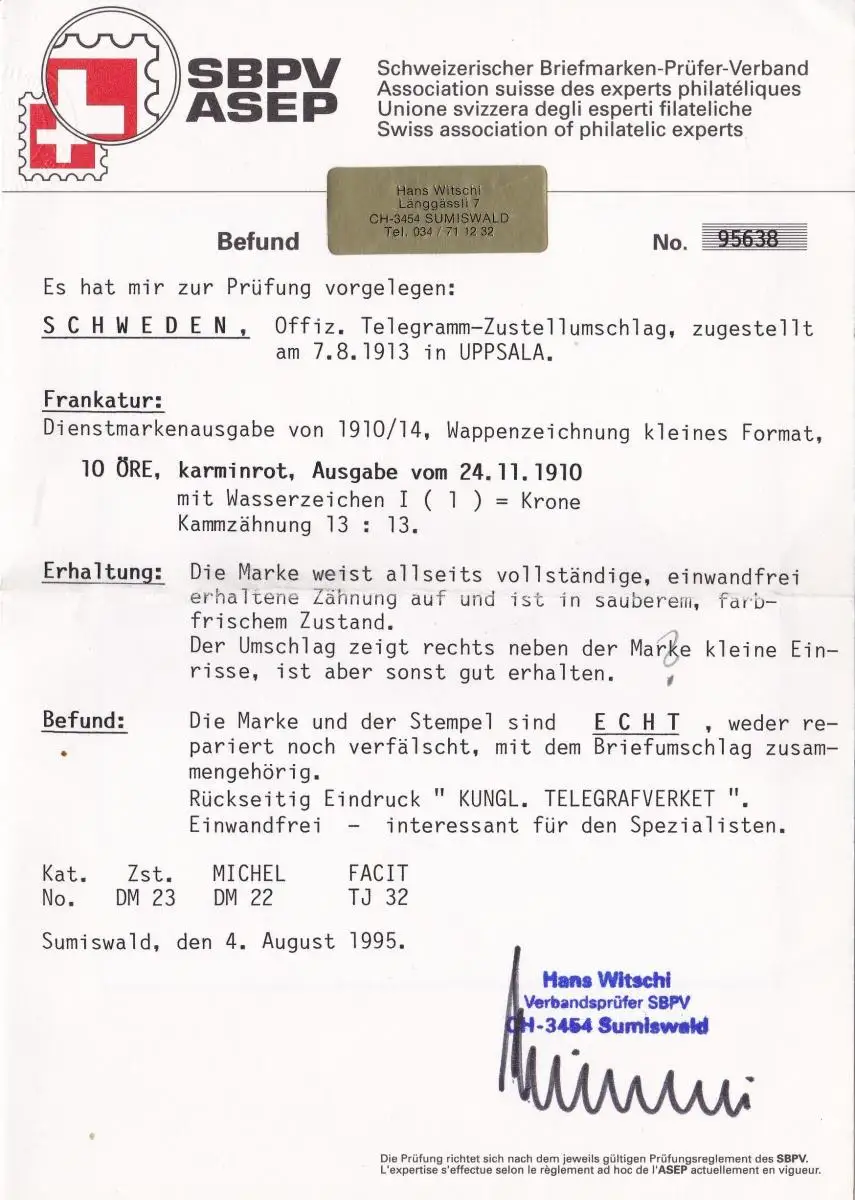 SBPV
ASEP
Schweizerischer Briefmarken-Prüfer-Verband
Association suisse des experts philatéliques
Unione svizzera degli esperti filateliche
Swiss association of philatelic experts
Hans Witschi
Länggässli 7
CH-3454 SUMISWALD
Tel. 034 / 71 12 32
Befund
No. 95638
Es hat mir zur Prüfung vorgelegen:
SCHWEDEN, Offiz. Telegramm-Zustellumschlag, zugestellt
am 7.8.1913 in UPPSALA.
Frankatur:
Dienstmarkenausgabe von 1910/14, Wappenzeichnung kleines Format,
10 ÖRE, karminrot, Ausgabe vom 24.11.1910
mit Wasserzeichen I ( 1 ) = Krone
Kammzähnung 13 : 13.
Erhaltung: Die Marke weist allseits vollständige, einwandfrei
erhaltene Zähnung auf und ist in sauberem, farb-
frischem Zustand.
Der Umschlag zeigt rechts neben der Marke kleine Ein-
risse, ist aber sonst gut erhalten.
Befund: Die Marke und der Stempel sind ECHT , weder re-
pariert noch verfälscht, mit dem Briefumschlag zusam-
mengehörig.
Rückseitig Eindruck " KUNGL. TELEGRAFVERKET ".
Einwandfrei - interessant für den Spezialisten.
Kat. Zst. MICHEL FACIT
No. DM 23 DM 22 TJ 32
Sumiswald, den 4. August 1995.
Hans Witschi
Verbandsprüfer SBPV
CH-3454 Sumiswald
Die Prüfung richtet sich nach dem jeweils gültigen Prüfungsreglement des SBPV.
L'expertise s'effectue selon le règlement ad hoc de l'ASEP actuellement en vigueur.